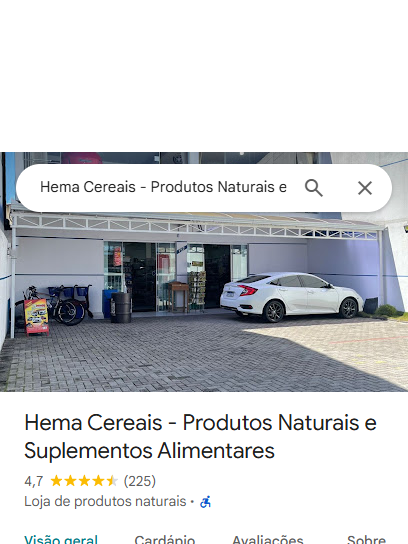 Hema Cereais - Produtos Naturais e
Hema Cereais - Produtos Naturais e
Suplementos Alimentares
4,7 (225)
Loja de produtos naturais ·
Visão geral Cardápio Avaliações Sobre